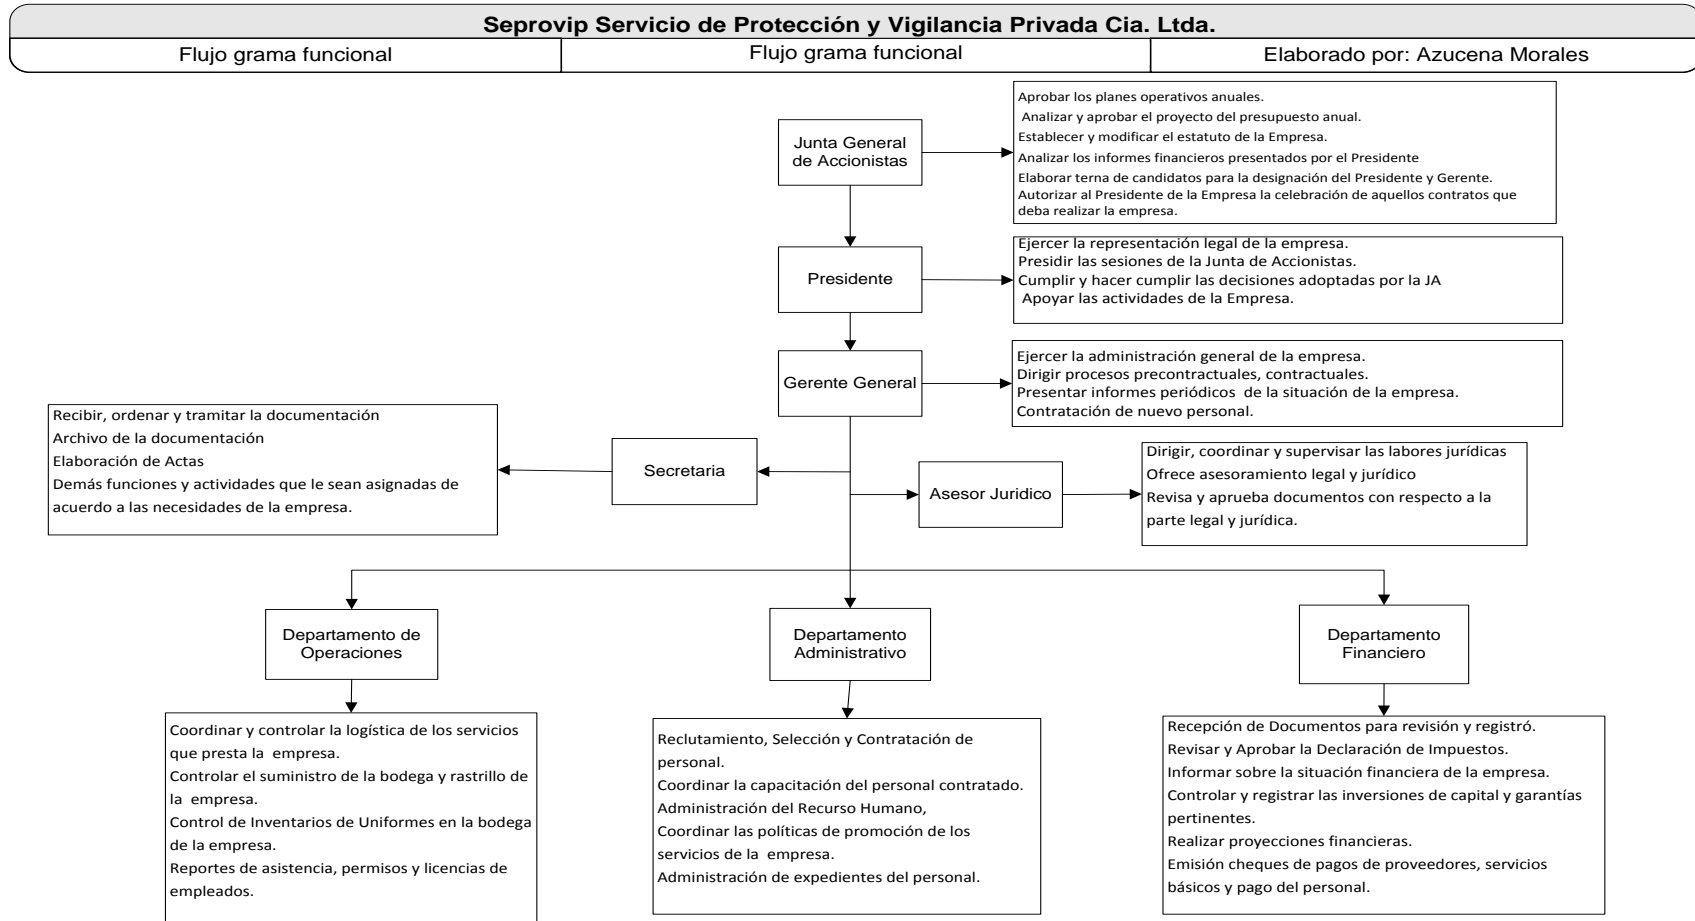 Seprovip Servicio de Protección y Vigilancia Privada Cia. Ltda.
Flujo grama funcional
Flujo grama funcional
Elaborado por: Azucena Morales
Junta General
de Accionistas
Aprobar los planes operativos anuales.
Analizar y aprobar el proyecto del presupuesto anual.
Establecer y modificar el estatuto de la Empresa.
Analizar los informes financieros presentados por el Presidente
Elaborar terna de candidatos para la designación del Presidente y Gerente.
Autorizar al Presidente de la Empresa la celebración de aquellos contratos que
deba realizar la empresa.
Presidente
Ejercer la representación legal de la empresa.
Presidir las sesiones de la Junta de Accionistas.
Cumplir y hacer cumplir las decisiones adoptadas por la JA
Apoyar las actividades de la Empresa.
Gerente General
Ejercer la administración general de la empresa.
Dirigir procesos precontractuales, contractuales.
Presentar informes periódicos de la situación de la empresa.
Contratación de nuevo personal.
Recibir, ordenar y tramitar la documentación
Archivo de la documentación
Elaboración de Actas
Demás funciones y actividades que le sean asignadas de
acuerdo a las necesidades de la empresa.
Secretaria
Asesor Juridico
Dirigir, coordinar y supervisar las labores jurídicas
Ofrece asesoramiento legal y jurídico
Revisa y aprueba documentos con respecto a la
parte legal y jurídica.
Departamento de
Operaciones
Departamento
Administrativo
Departamento
Financiero
Coordinar y controlar la logística de los servicios
que presta la empresa.
Controlar el suministro de la bodega y rastrillo de
la empresa.
Control de Inventarios de Uniformes en la bodega
de la empresa.
Reportes de asistencia, permisos y licencias de
empleados.
Reclutamiento, Selección y Contratación de
personal.
Coordinar la capacitación del personal contratado.
Administración del Recurso Humano,
Coordinar las políticas de promoción de los
servicios de la empresa.
Administración de expedientes del personal.
Recepción de Documentos para revisión y registró.
Revisar y Aprobar la Declaración de Impuestos.
Informar sobre la situación financiera de la empresa.
Controlar y registrar las inversiones de capital y garantías
pertinentes.
Realizar proyecciones financieras.
Emisión cheques de pagos de proveedores, servicios
básicos y pago del personal.